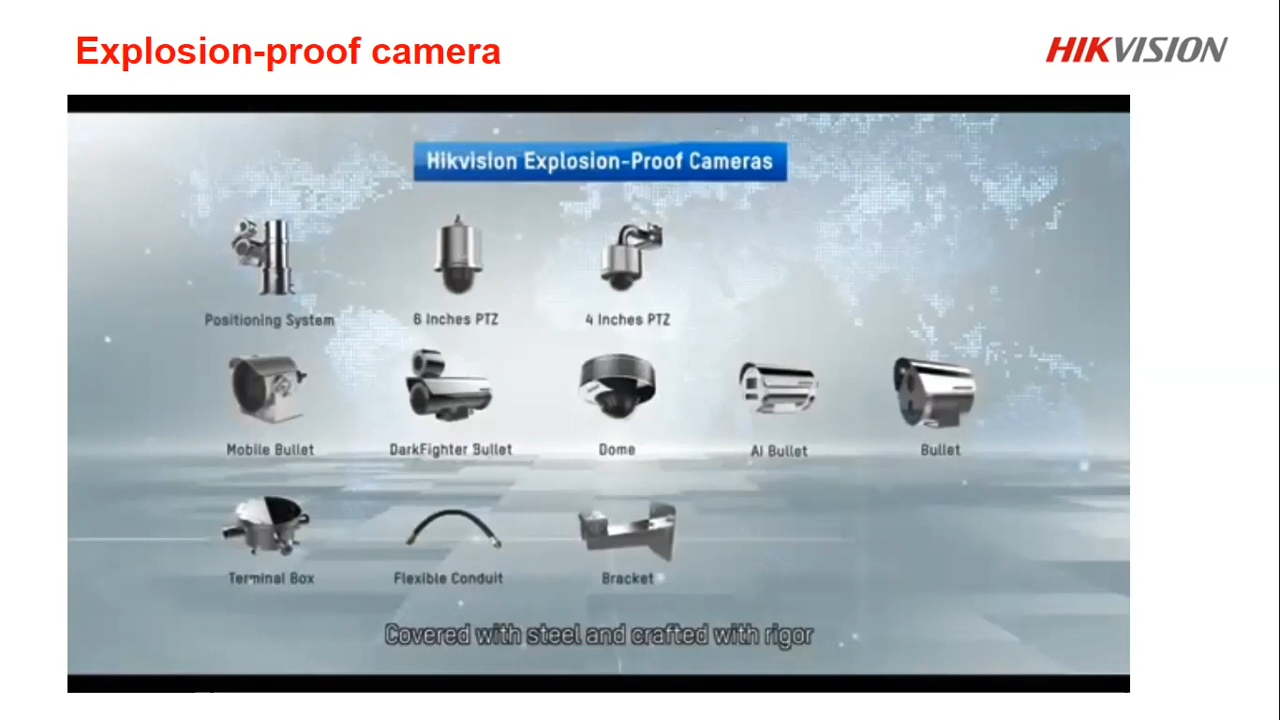 Explosion-proof camera
HIKVISION
Hikvision Explosion-Proof Cameras
Positioning System
6 Inches PTZ
4 Inches PTZ
Mobile Bullet
DarkFighter Bullet
Dome
AI Bullet
Bullet
Terminal Box
Flexible Conduit
Bracket
Covered with steel and crafted with rigor